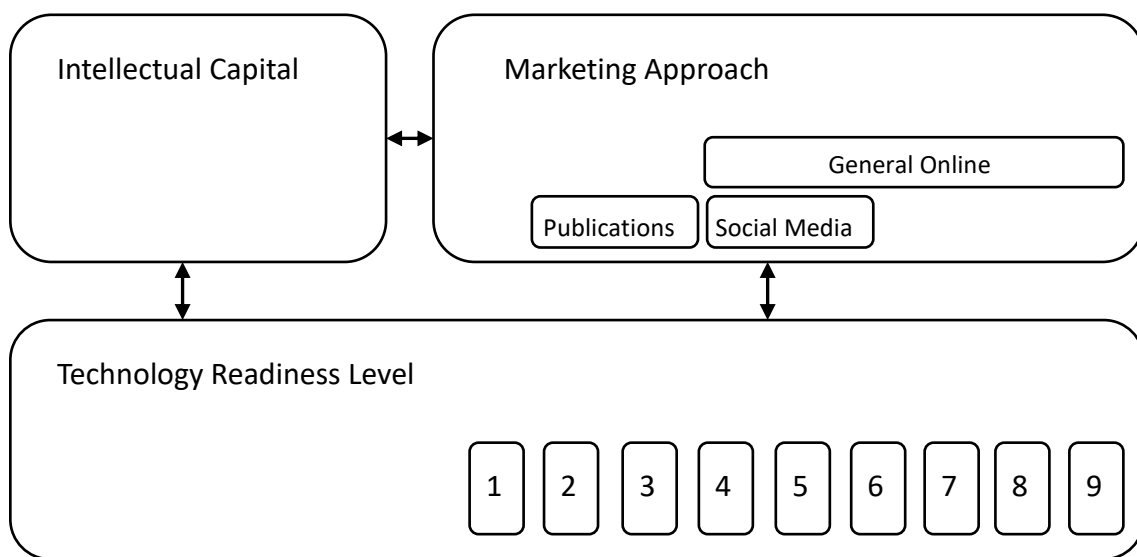 Intellectual Capital
Marketing Approach
General Online
Publications
Social Media
Technology Readiness Level
1 2 3 4 5 6 7 8 9